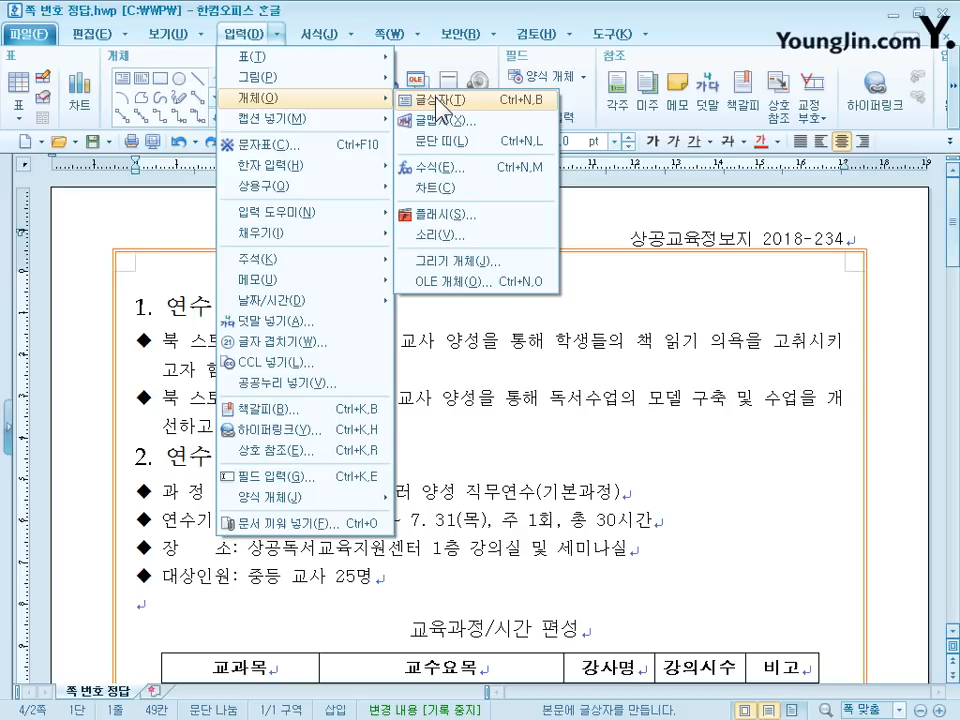 쪽 번호 정답.hwp [C:\WPW] - 한컴오피스 흔글
YoungJin.com Y.
파일(F) 편집(E) 보기(U) 입력(D) 서식(J) 쪽(W) 보안(R) 검토(H) 도구(K)
표 개체 필드 참조
표 차트 OLE 양식 개체 각주 미주 메모 덧말 책갈피 상호 참조 교정 부호 하이퍼링크
표(T)
그림(P)
개체(O)
캡션 넣기(M)
문자표(C)... Ctrl+F10
한자 입력(H)
상용구(Q)
입력 도우미(N)
채우기(I)
주석(K)
메모(U)
날짜/시간(D)
덧말 넣기(A)...
글자 겹치기(W)...
CCL 넣기(L)...
공공누리 넣기(V)...
책갈피(B)... Ctrl+K,B
하이퍼링크(Y)... Ctrl+K,H
상호 참조(E)... Ctrl+K,R
필드 입력(G)... Ctrl+K,E
양식 개체(J)
문서 끼워 넣기(F)... Ctrl+O
글상자(T) Ctrl+N,B
글맵시(X)...
문단 띠(L) Ctrl+N,L
수식(E)... Ctrl+N,M
차트(C)
플래시(S)...
소리(V)...
그리기 개체(J)...
OLE 개체(O)... Ctrl+N,O
pt 가 가 가 가 가
상공교육정보지 2018-234
1. 연수
◆ 북 스토 교사 양성을 통해 학생들의 책 읽기 의욕을 고취시키
고자 함
◆ 북 스토 교사 양성을 통해 독서수업의 모델 구축 및 수업을 개
선하고
2. 연수
◆ 과 정 러 양성 직무연수(기본과정)
◆ 연수기 ~ 7. 31(목), 주 1회, 총 30시간
◆ 장 소: 상공독서교육지원센터 1층 강의실 및 세미나실
◆ 대상인원: 중등 교사 25명
교육과정/시간 편성
교과목 교수요목 강사명 강의시수 비고
쪽 번호 정답
4/2쪽 1단 1줄 49칸 문단 나눔 1/1 구역 삽입 변경 내용 [기록 중지] 본문에 글상자를 만듭니다. 폭 맞춤